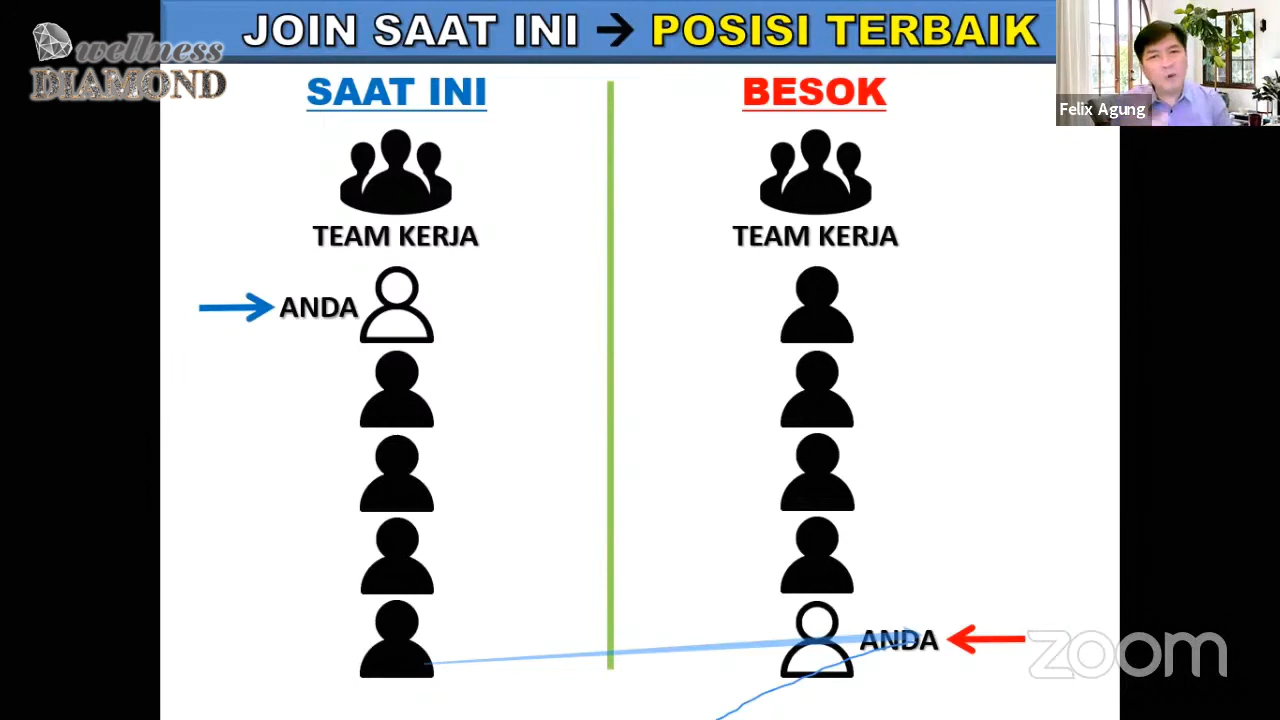 JOIN SAAT INI → POSISI TERBAIK
wellness
DIAMOND
Felix Agung
SAAT INI
BESOK
TEAM KERJA
TEAM KERJA
ANDA
ANDA
zoom